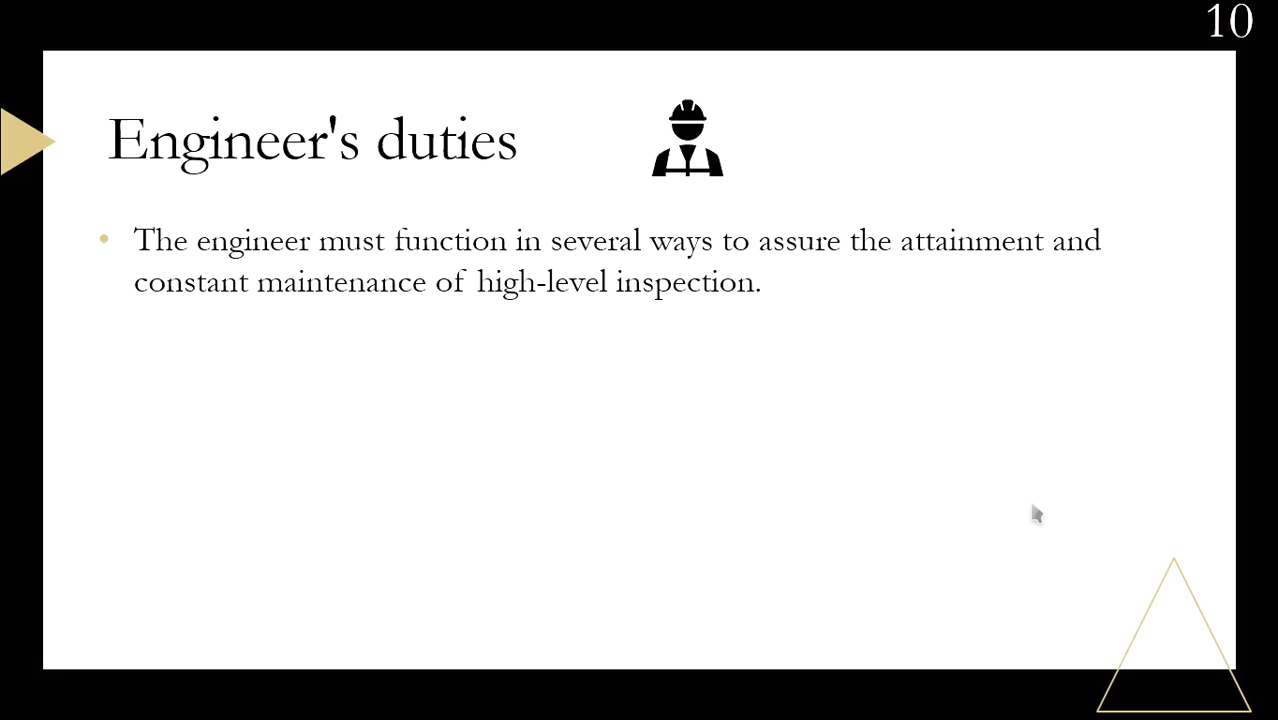 10
Engineer's duties
• The engineer must function in several ways to assure the attainment and
constant maintenance of high-level inspection.